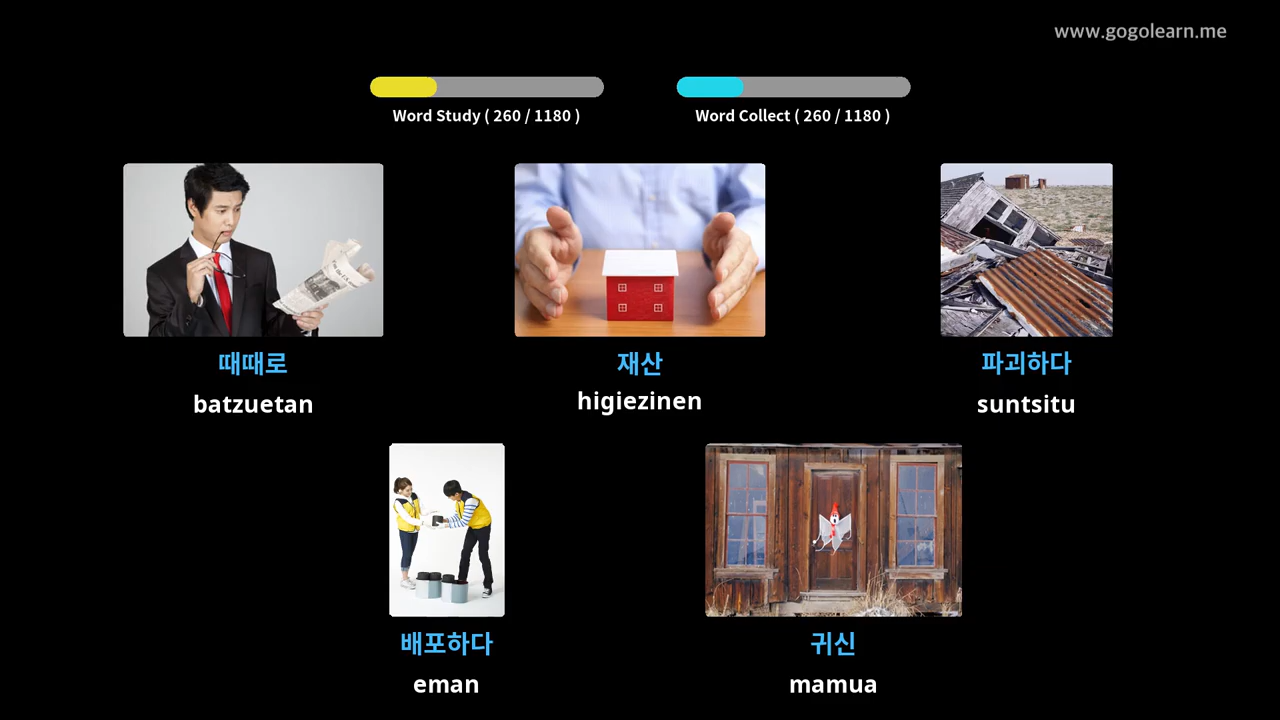 www.gogolearn.me
Word Study ( 260 / 1180 )
Word Collect ( 260 / 1180 )
때때로
batzuetan
재산
higiezinen
파괴하다
suntsitu
배포하다
eman
귀신
mamua